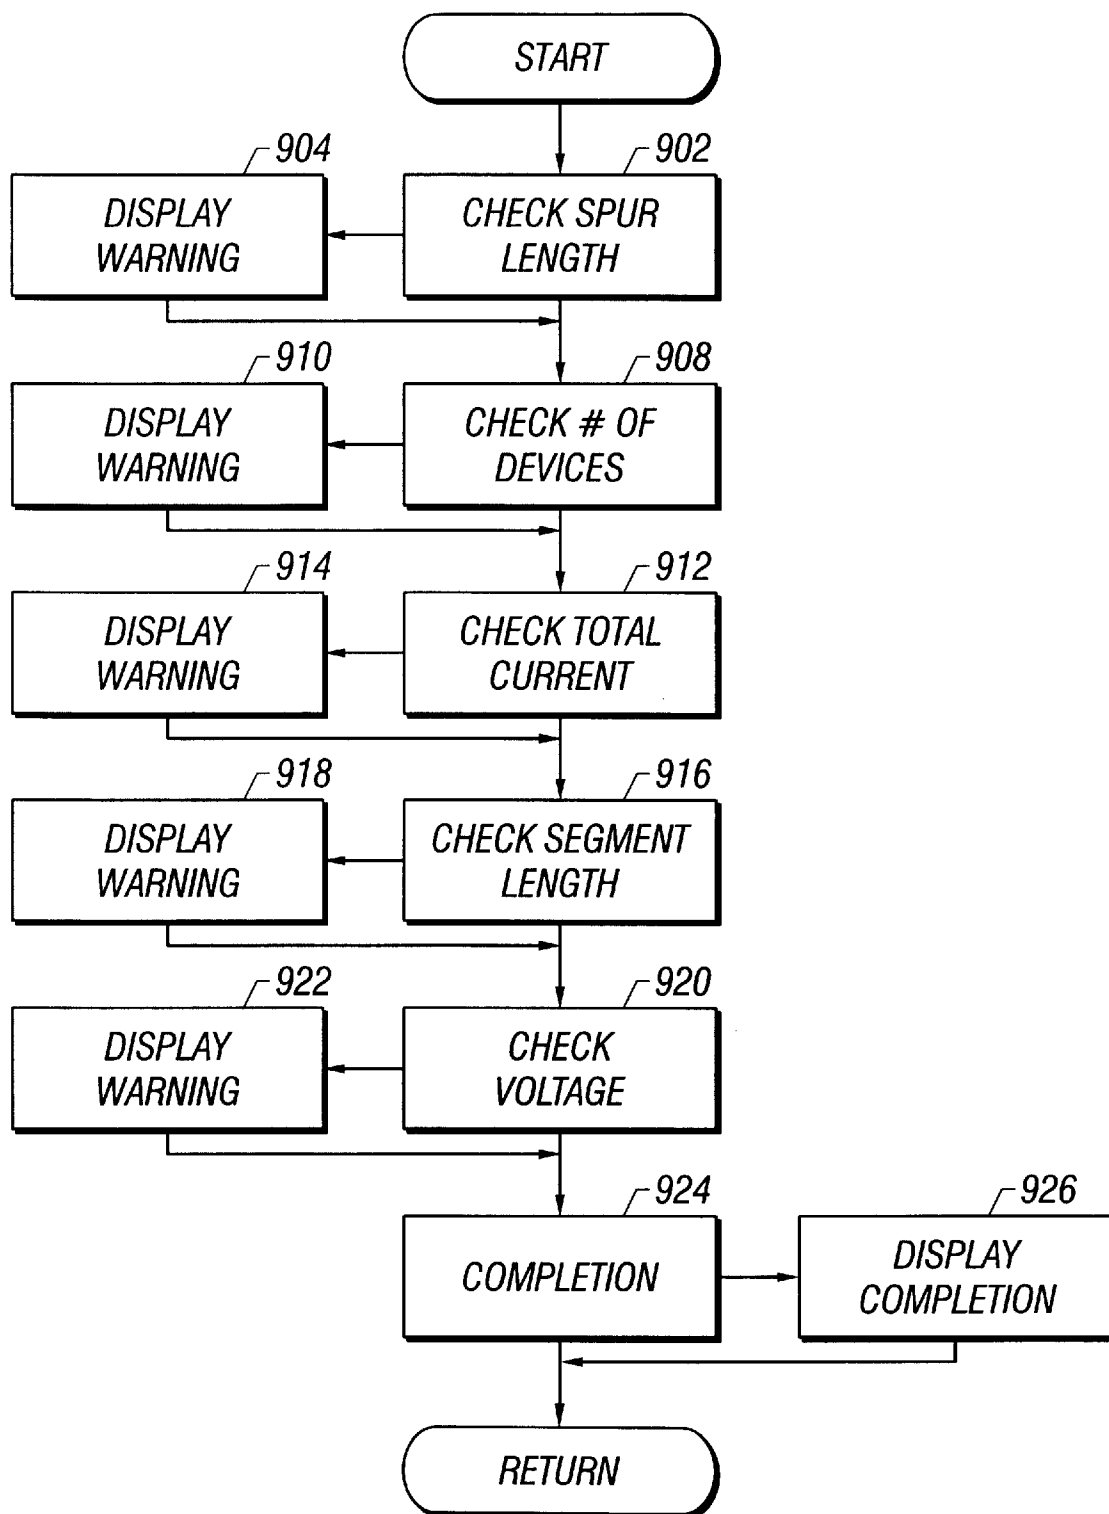 START
904
902
DISPLAY
WARNING
CHECK SPUR
LENGTH
910
908
DISPLAY
WARNING
CHECK # OF
DEVICES
914
912
DISPLAY
WARNING
CHECK TOTAL
CURRENT
918
916
DISPLAY
WARNING
CHECK SEGMENT
LENGTH
922
920
DISPLAY
WARNING
CHECK
VOLTAGE
924
926
COMPLETION
DISPLAY
COMPLETION
RETURN